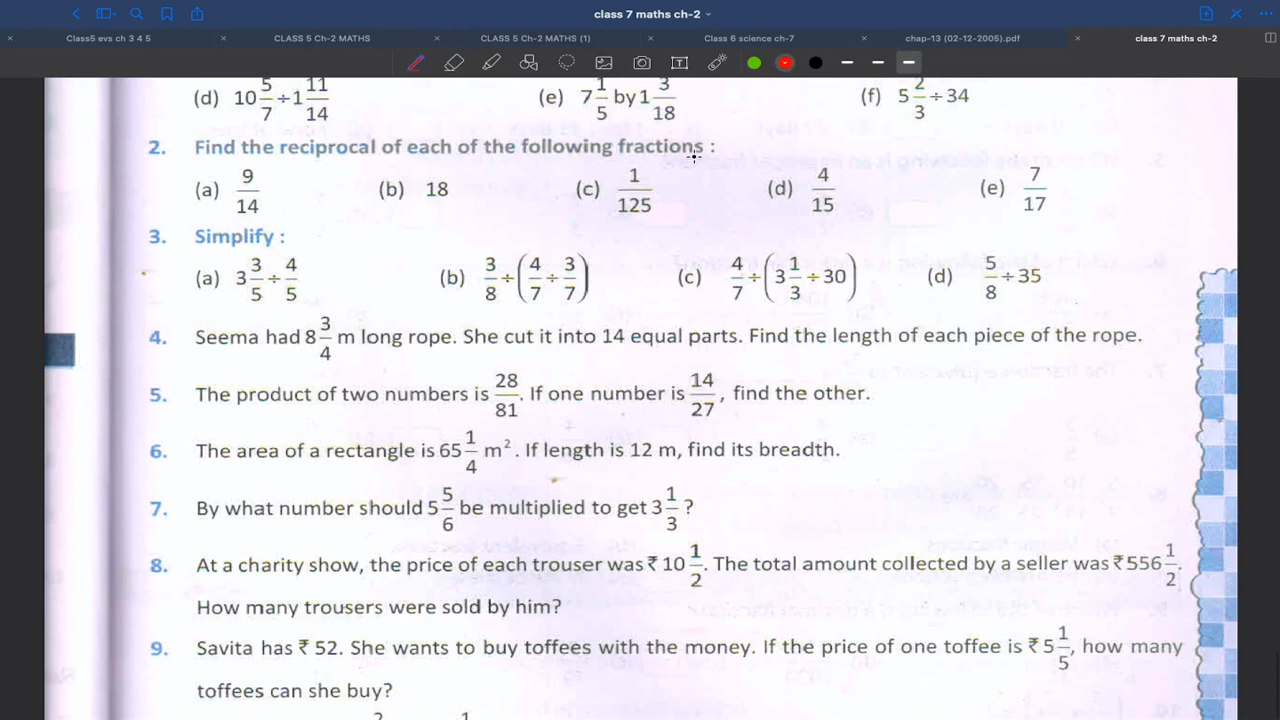 class 7 maths ch-2
Class5 evs ch 3 4 5
CLASS 5 Ch-2 MATHS
CLASS 5 Ch-2 MATHS (1)
Class 6 science ch-7
chap-13 (02-12-2005).pdf
class 7 maths ch-2
(d) 10 5/7 ÷ 1 11/14 (e) 7 1/5 by 1 3/18 (f) 5 2/3 ÷ 34
2. Find the reciprocal of each of the following fractions :
(a) 9/14 (b) 18 (c) 1/125 (d) 4/15 (e) 7/17
3. Simplify :
(a) 3 3/5 ÷ 4/5 (b) 3/8 ÷ (4/7 ÷ 3/7) (c) 4/7 ÷ (3 1/3 ÷ 30) (d) 5/8 ÷ 35
4. Seema had 8 3/4 m long rope. She cut it into 14 equal parts. Find the length of each piece of the rope.
5. The product of two numbers is 28/81. If one number is 14/27, find the other.
6. The area of a rectangle is 65 1/4 m². If length is 12 m, find its breadth.
7. By what number should 5 5/6 be multiplied to get 3 1/3 ?
8. At a charity show, the price of each trouser was ₹ 10 1/2. The total amount collected by a seller was ₹ 556 1/2.
How many trousers were sold by him?
9. Savita has ₹ 52. She wants to buy toffees with the money. If the price of one toffee is ₹ 5 1/5, how many
toffees can she buy?